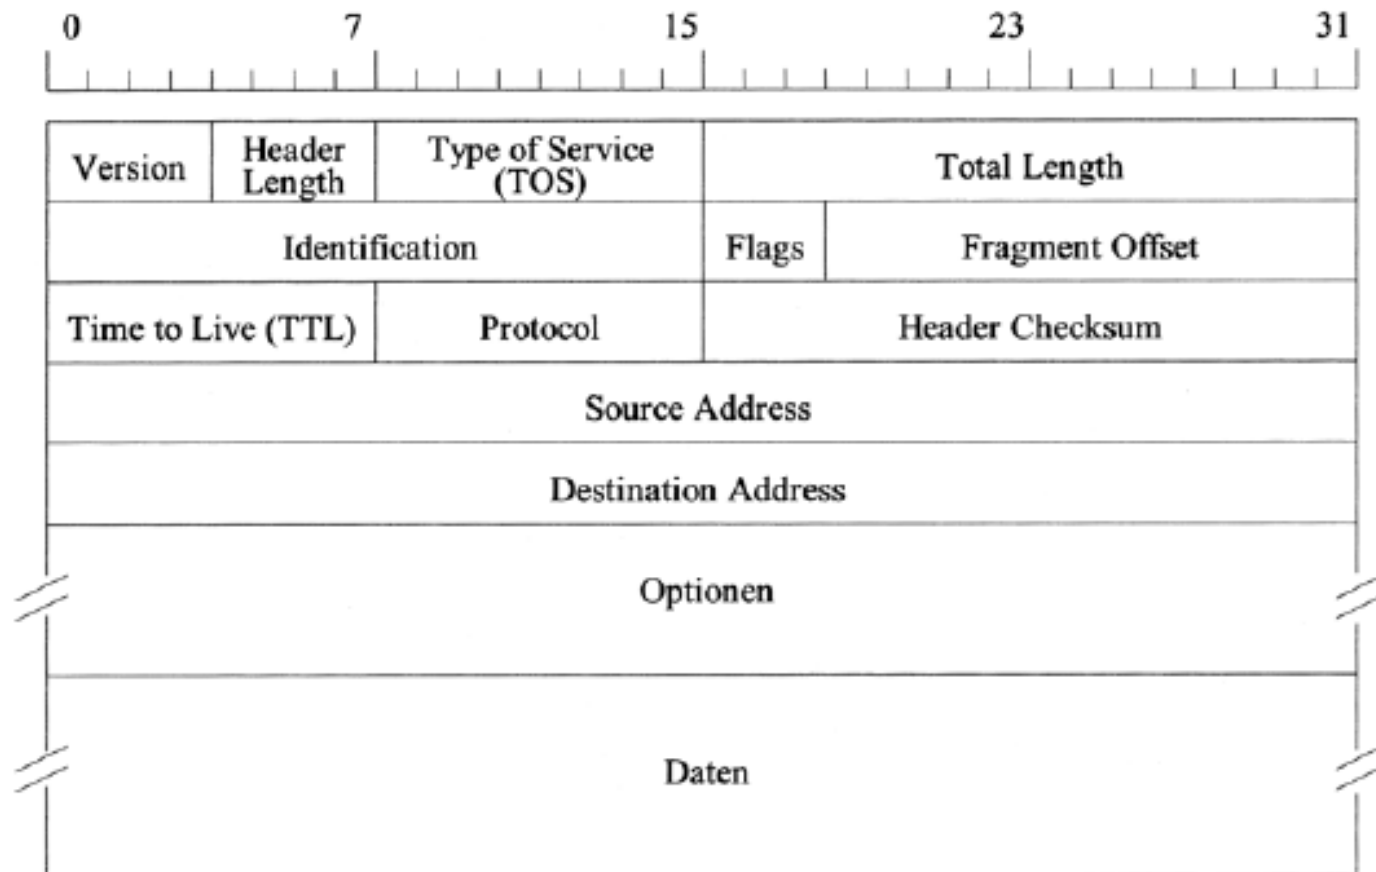 0 7 15 23 31
Version Header Length Type of Service (TOS) Total Length
Identification Flags Fragment Offset
Time to Live (TTL) Protocol Header Checksum
Source Address
Destination Address
Optionen
Daten